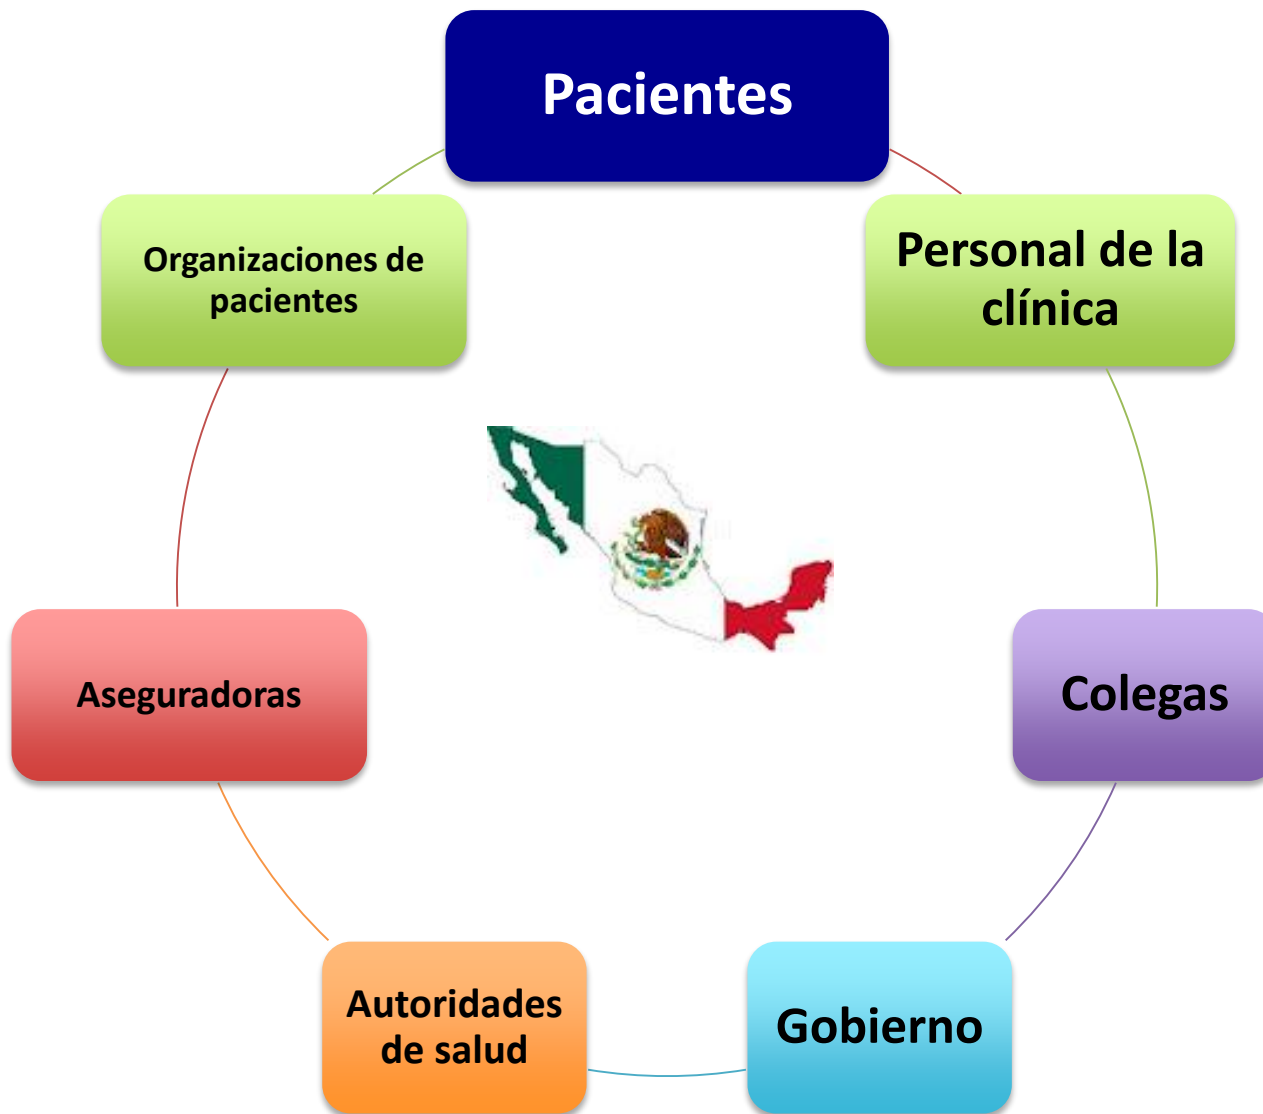 Pacientes
Personal de la
clínica
Colegas
Gobierno
Autoridades
de salud
Aseguradoras
Organizaciones de
pacientes